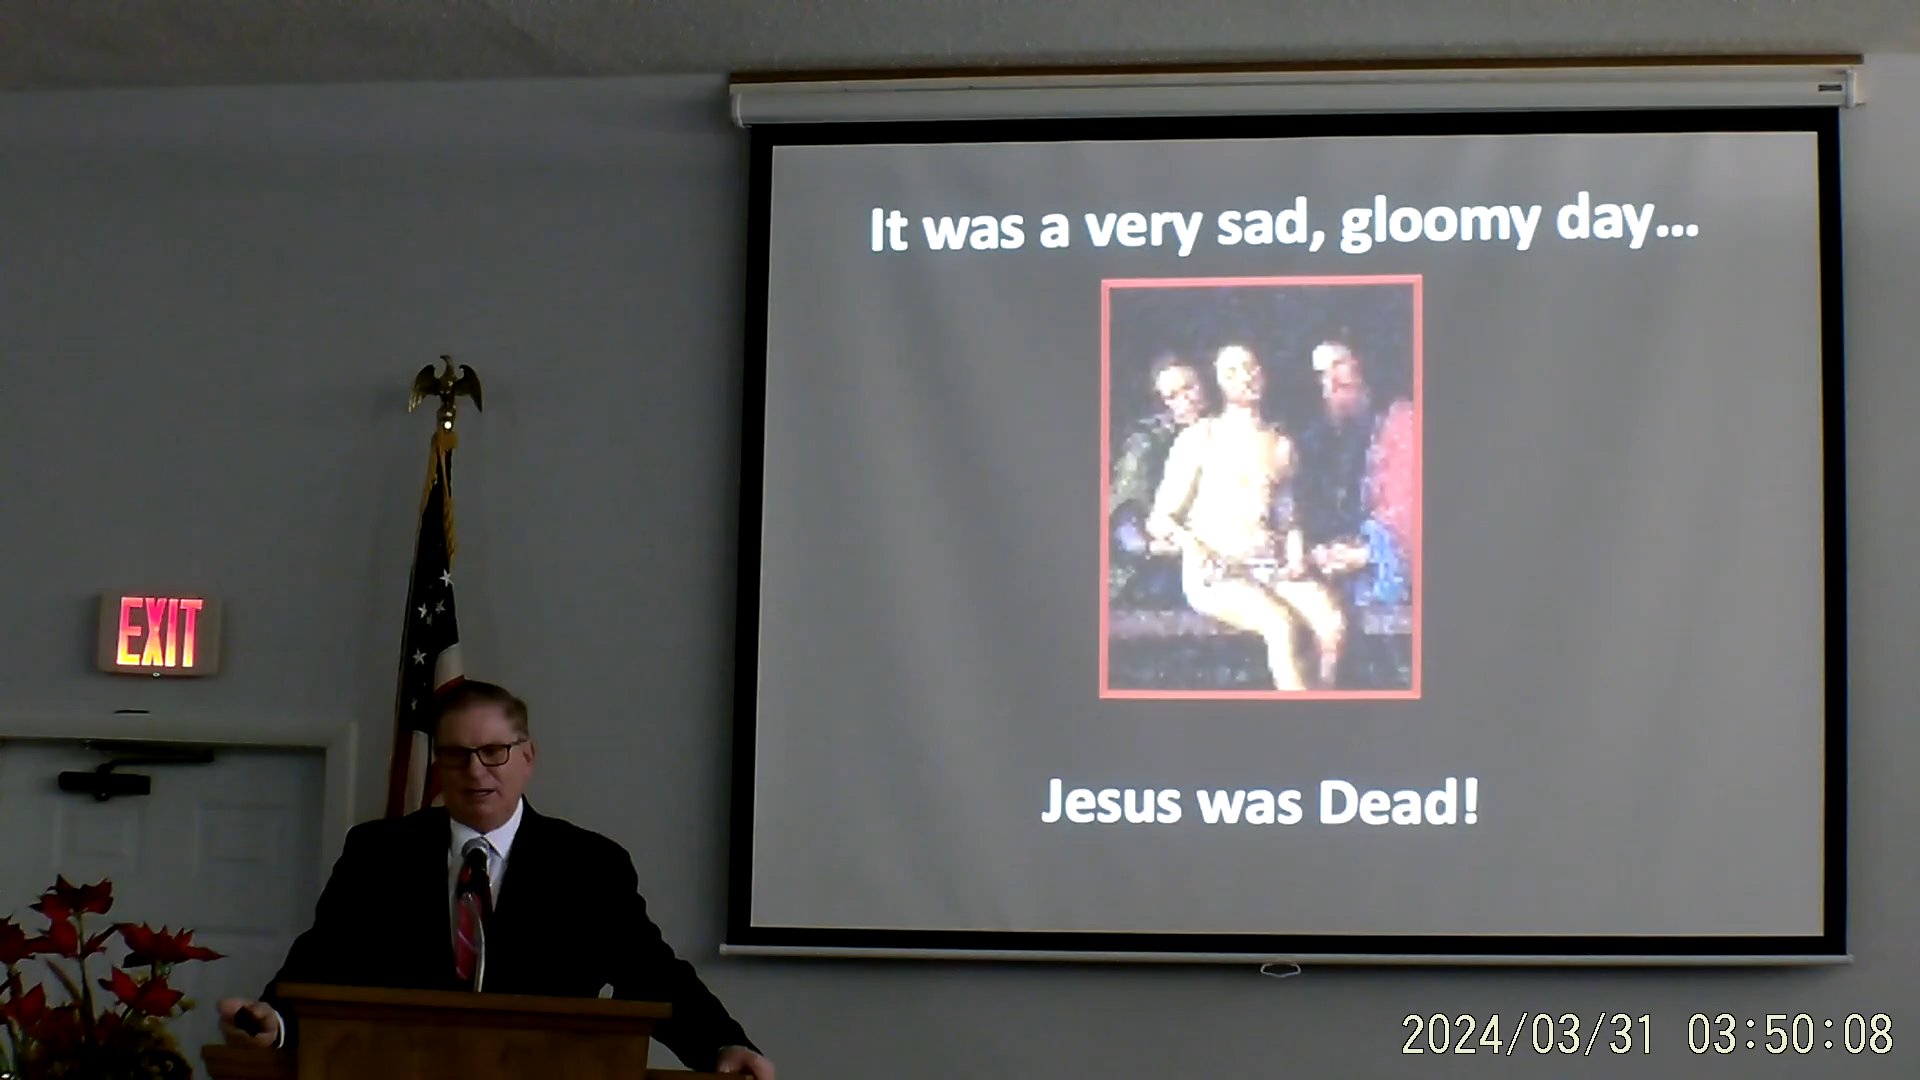 It was a very sad, gloomy day...
Jesus was Dead!
EXIT
2024/03/31 03:50:08